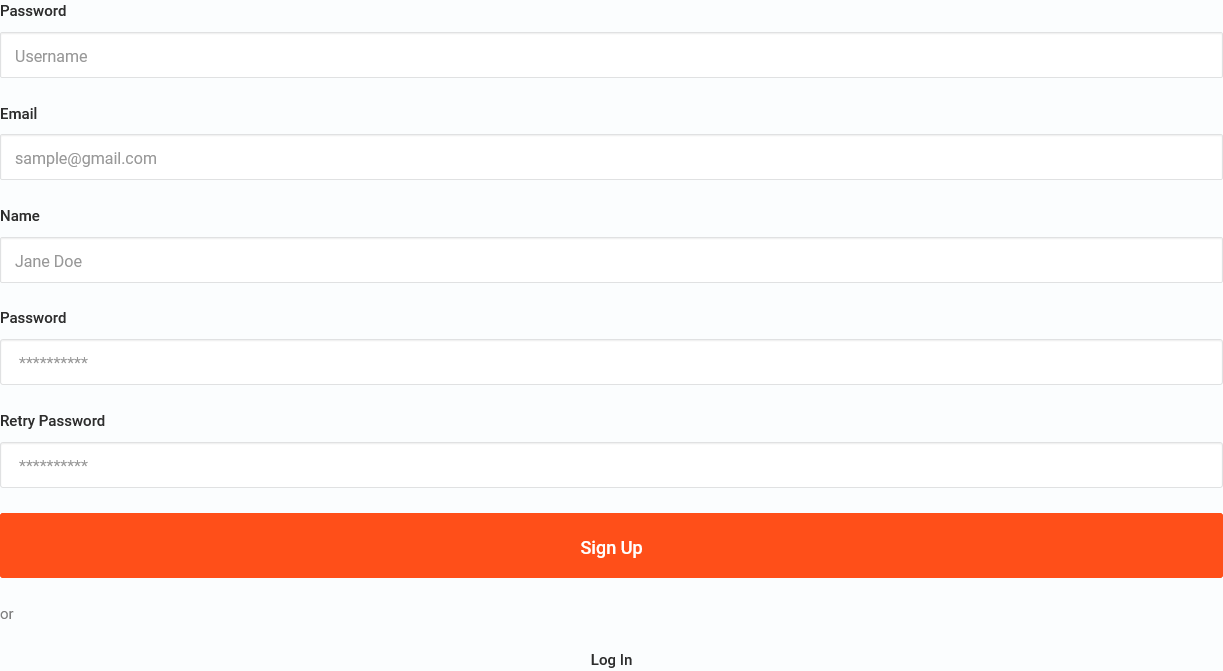 Password
Username
Email
sample@gmail.com
Name
Jane Doe
Password
**********
Retry Password
**********
Sign Up
or
Log In